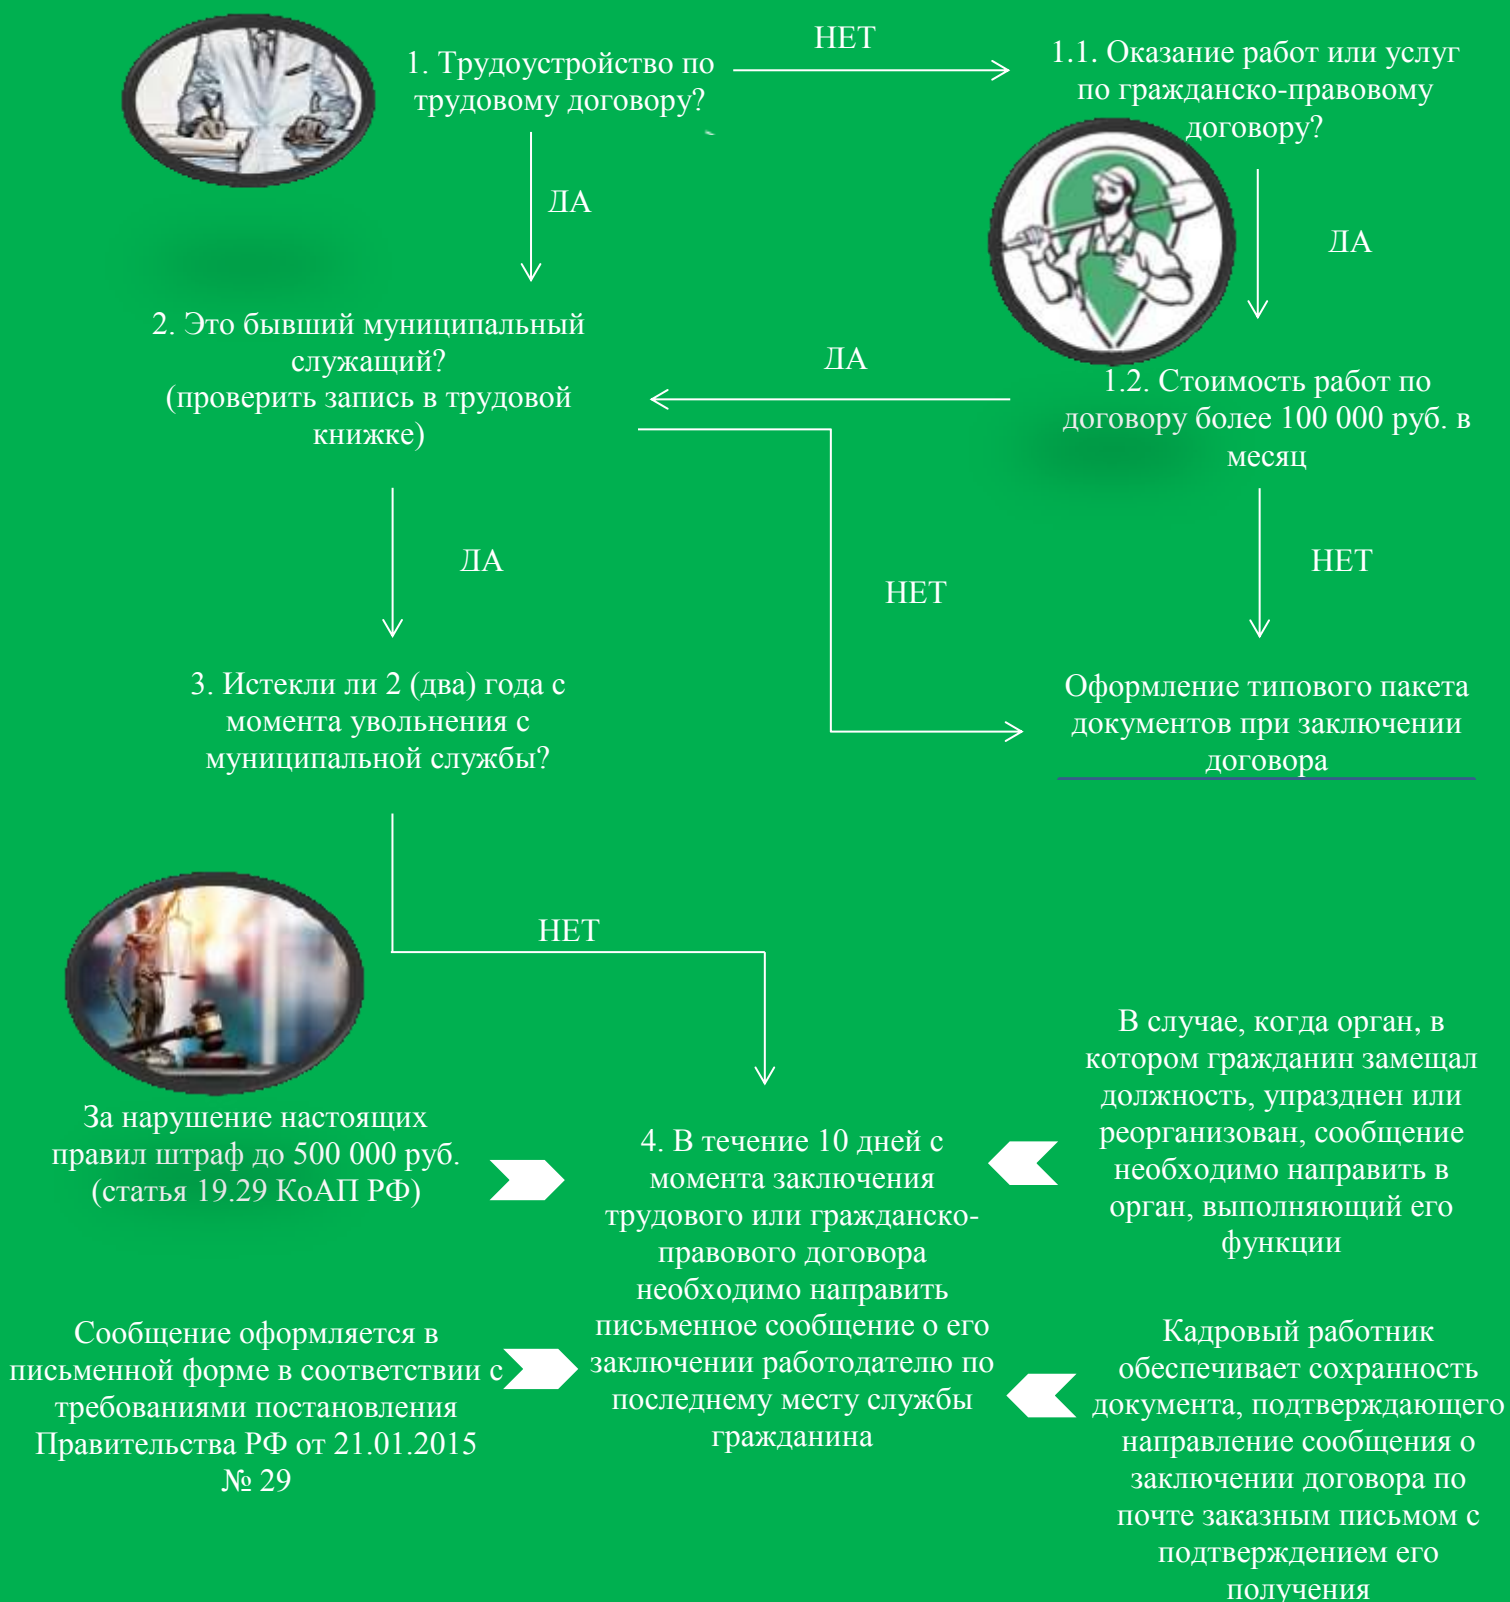 1. Трудоустройство по
трудовому договору?
НЕТ
1.1. Оказание работ или услуг
по гражданско-правовому
договору?
ДА
ДА
2. Это бывший муниципальный
служащий?
(проверить запись в трудовой
книжке)
ДА
1.2. Стоимость работ по
договору более 100 000 руб. в
месяц
ДА
НЕТ
НЕТ
3. Истекли ли 2 (два) года с
момента увольнения с
муниципальной службы?
Оформление типового пакета
документов при заключении
договора
НЕТ
За нарушение настоящих
правил штраф до 500 000 руб.
(статья 19.29 КоАП РФ)
4. В течение 10 дней с
момента заключения
трудового или гражданско-
правового договора
необходимо направить
письменное сообщение о его
заключении работодателю по
последнему месту службы
гражданина
В случае, когда орган, в
котором гражданин замещал
должность, упразднен или
реорганизован, сообщение
необходимо направить в
орган, выполняющий его
функции
Сообщение оформляется в
письменной форме в соответствии с
требованиями постановления
Правительства РФ от 21.01.2015
№ 29
Кадровый работник
обеспечивает сохранность
документа, подтверждающего
направление сообщения о
заключении договора по
почте заказным письмом с
подтверждением его
получения